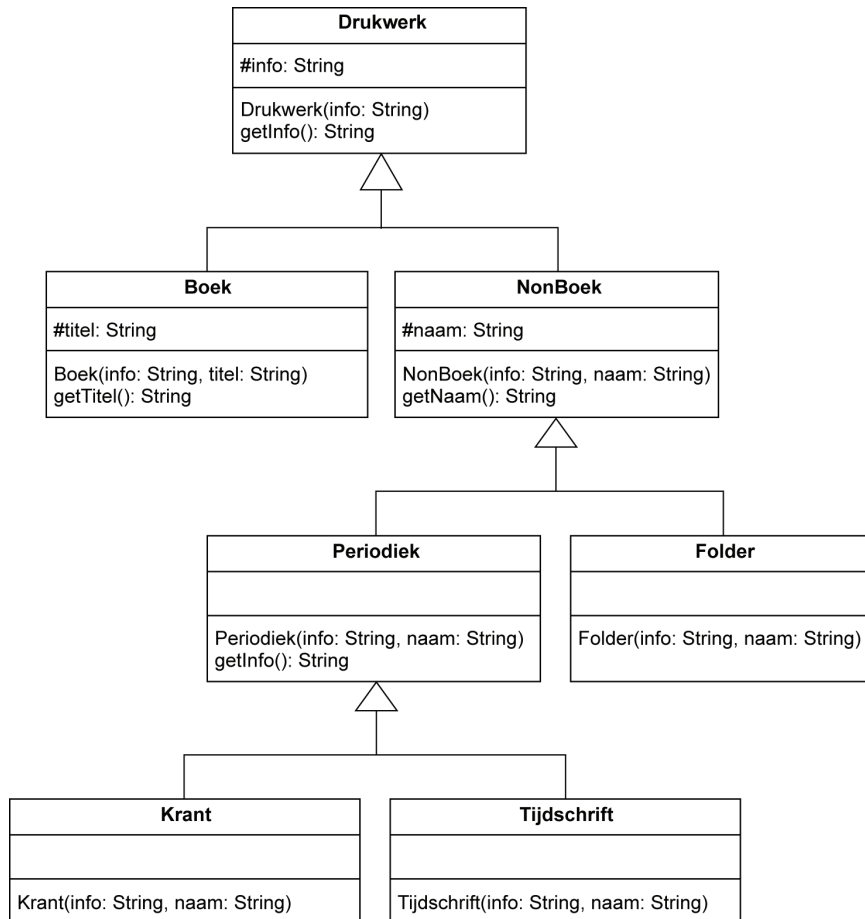 Drukwerk
#info: String
Drukwerk(info: String)
getInfo(): String
Boek
#titel: String
Boek(info: String, titel: String)
getTitel(): String
NonBoek
#naam: String
NonBoek(info: String, naam: String)
getNaam(): String
Periodiek
Periodiek(info: String, naam: String)
getInfo(): String
Folder
Folder(info: String, naam: String)
Krant
Krant(info: String, naam: String)
Tijdschrift
Tijdschrift(info: String, naam: String)